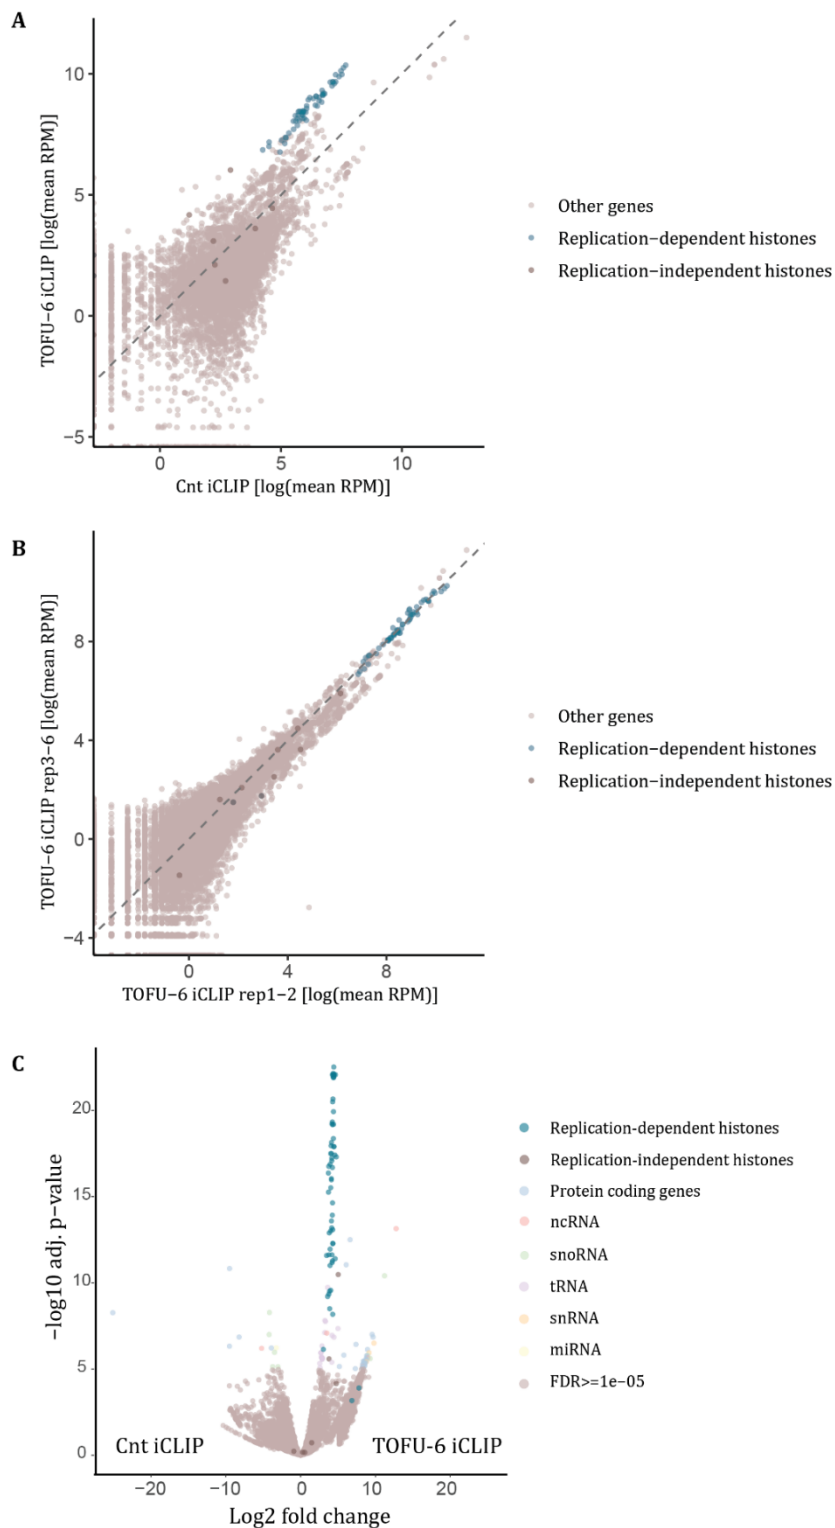 A
TOFU−6 iCLIP [log(mean RPM)]
10
5
0
−5
0
5
10
Cnt iCLIP [log(mean RPM)]
Other genes
Replication−dependent histones
Replication−independent histones
B
TOFU−6 iCLIP rep3−6 [log(mean RPM)]
8
4
0
−4
0
4
8
TOFU−6 iCLIP rep1−2 [log(mean RPM)]
Other genes
Replication−dependent histones
Replication−independent histones
C
−log10 adj. p−value
20
15
10
5
0
Cnt iCLIP
TOFU-6 iCLIP
−20
−10
0
10
20
Log2 fold change
Replication-dependent histones
Replication-independent histones
Protein coding genes
ncRNA
snoRNA
tRNA
snRNA
miRNA
FDR>=1e−05